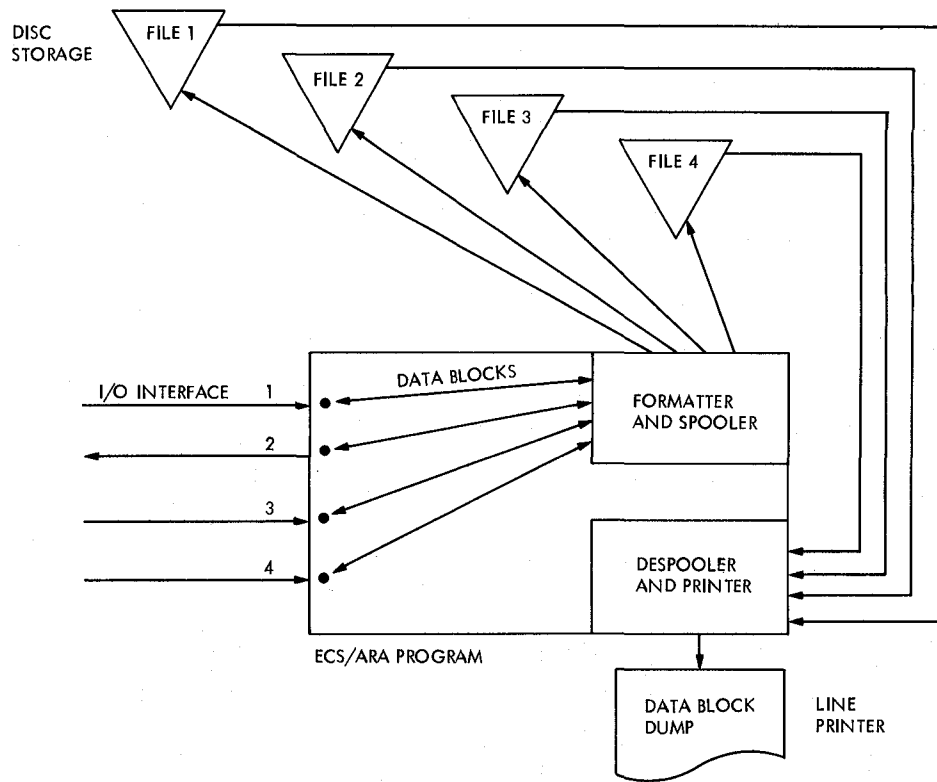 DISC
STORAGE
FILE 1
FILE 2
FILE 3
FILE 4
I/O INTERFACE 1
2
3
4
DATA BLOCKS
FORMATTER
AND SPOOLER
DESPOOLER
AND PRINTER
ECS/ARA PROGRAM
DATA BLOCK
DUMP
LINE
PRINTER